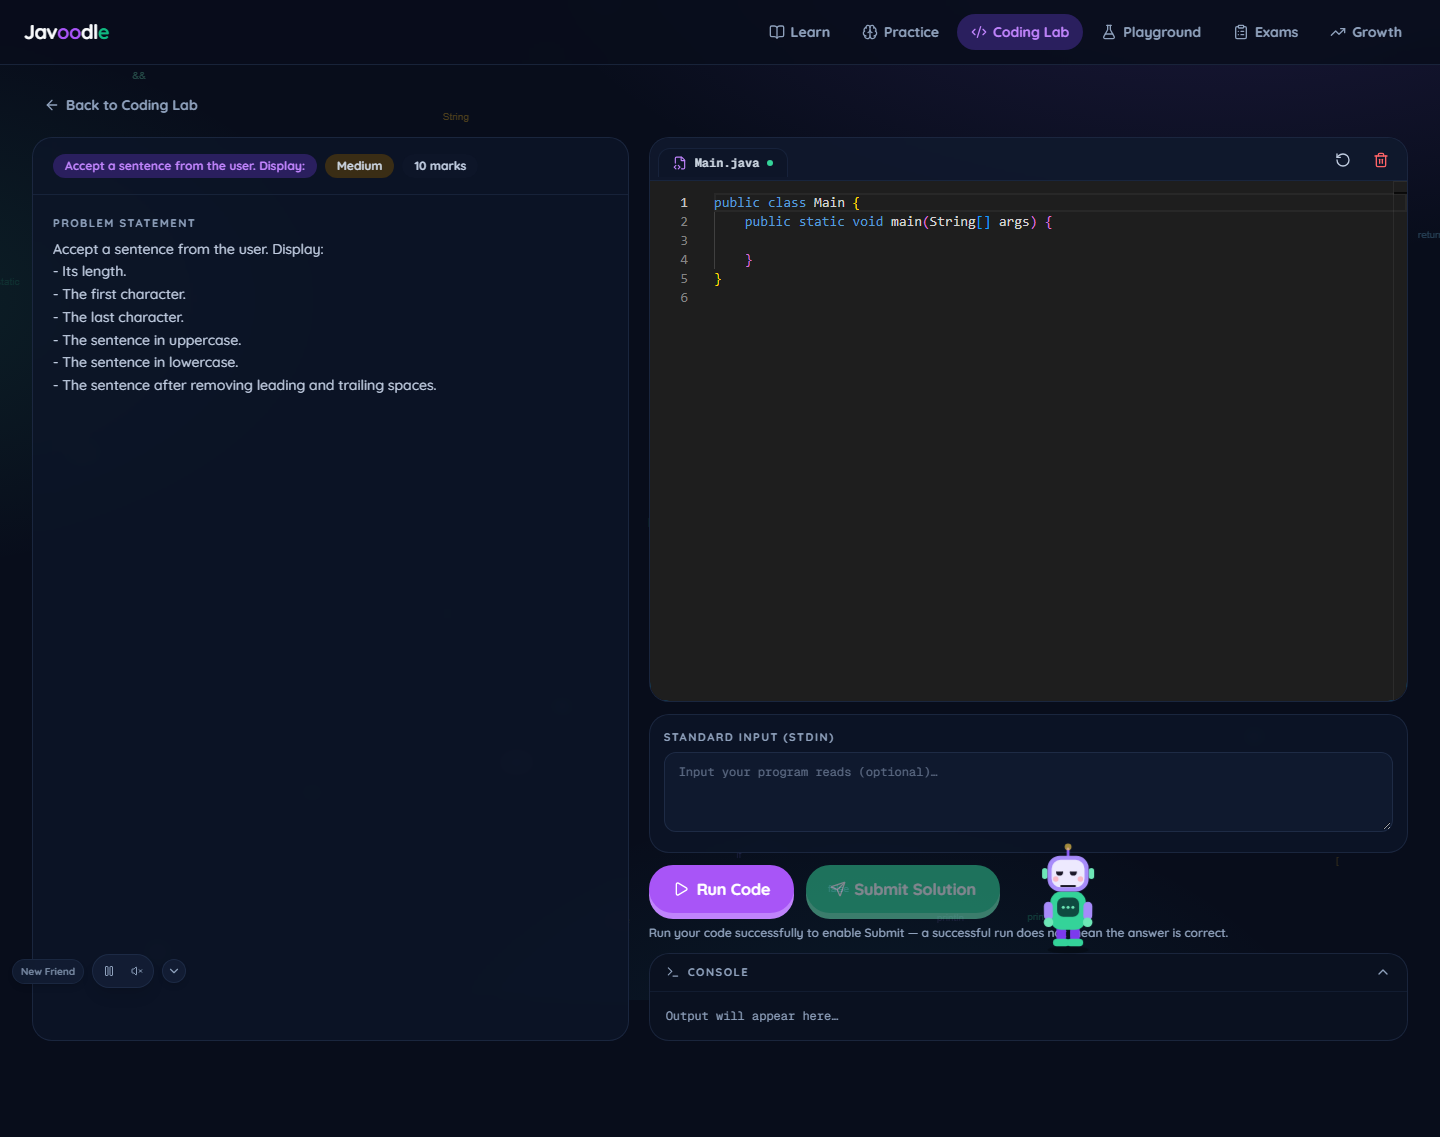 Javoodle
Learn
Practice
Coding Lab
Playground
Exams
Growth
&&
Back to Coding Lab
String
Accept a sentence from the user. Display:
Medium
10 marks
PROBLEM STATEMENT
Accept a sentence from the user. Display:
- Its length.
- The first character.
- The last character.
- The sentence in uppercase.
- The sentence in lowercase.
- The sentence after removing leading and trailing spaces.
Main.java
1 public class Main {
2 public static void main(String[] args) {
3
4 }
5 }
6
STANDARD INPUT (STDIN)
Input your program reads (optional)…
Run Code
Submit Solution
Run your code successfully to enable Submit — a successful run does the answer is correct.
New Friend
CONSOLE
Output will appear here…